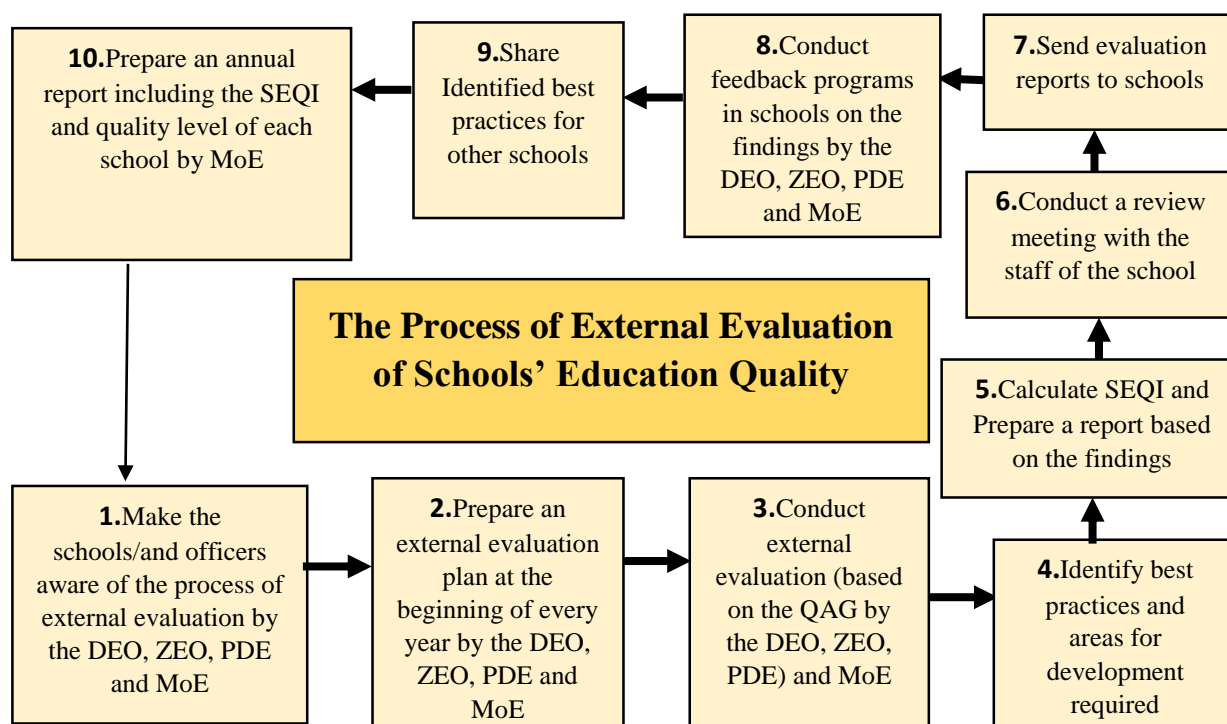 10.Prepare an annual
report including the SEQI
and quality level of each
school by MoE
9.Share
Identified best
practices for
other schools
8.Conduct
feedback programs
in schools on the
findings by the
DEO, ZEO, PDE
and MoE
7.Send evaluation
reports to schools
6.Conduct a review
meeting with the
staff of the school
The Process of External Evaluation
of Schools’ Education Quality
5.Calculate SEQI and
Prepare a report based
on the findings
1.Make the
schools/and officers
aware of the process of
external evaluation by
the DEO, ZEO, PDE
and MoE
2.Prepare an
external evaluation
plan at the
beginning of every
year by the DEO,
ZEO, PDE and
MoE
3.Conduct
external
evaluation (based
on the QAG by
the DEO, ZEO,
PDE) and MoE
4.Identify best
practices and
areas for
development
required